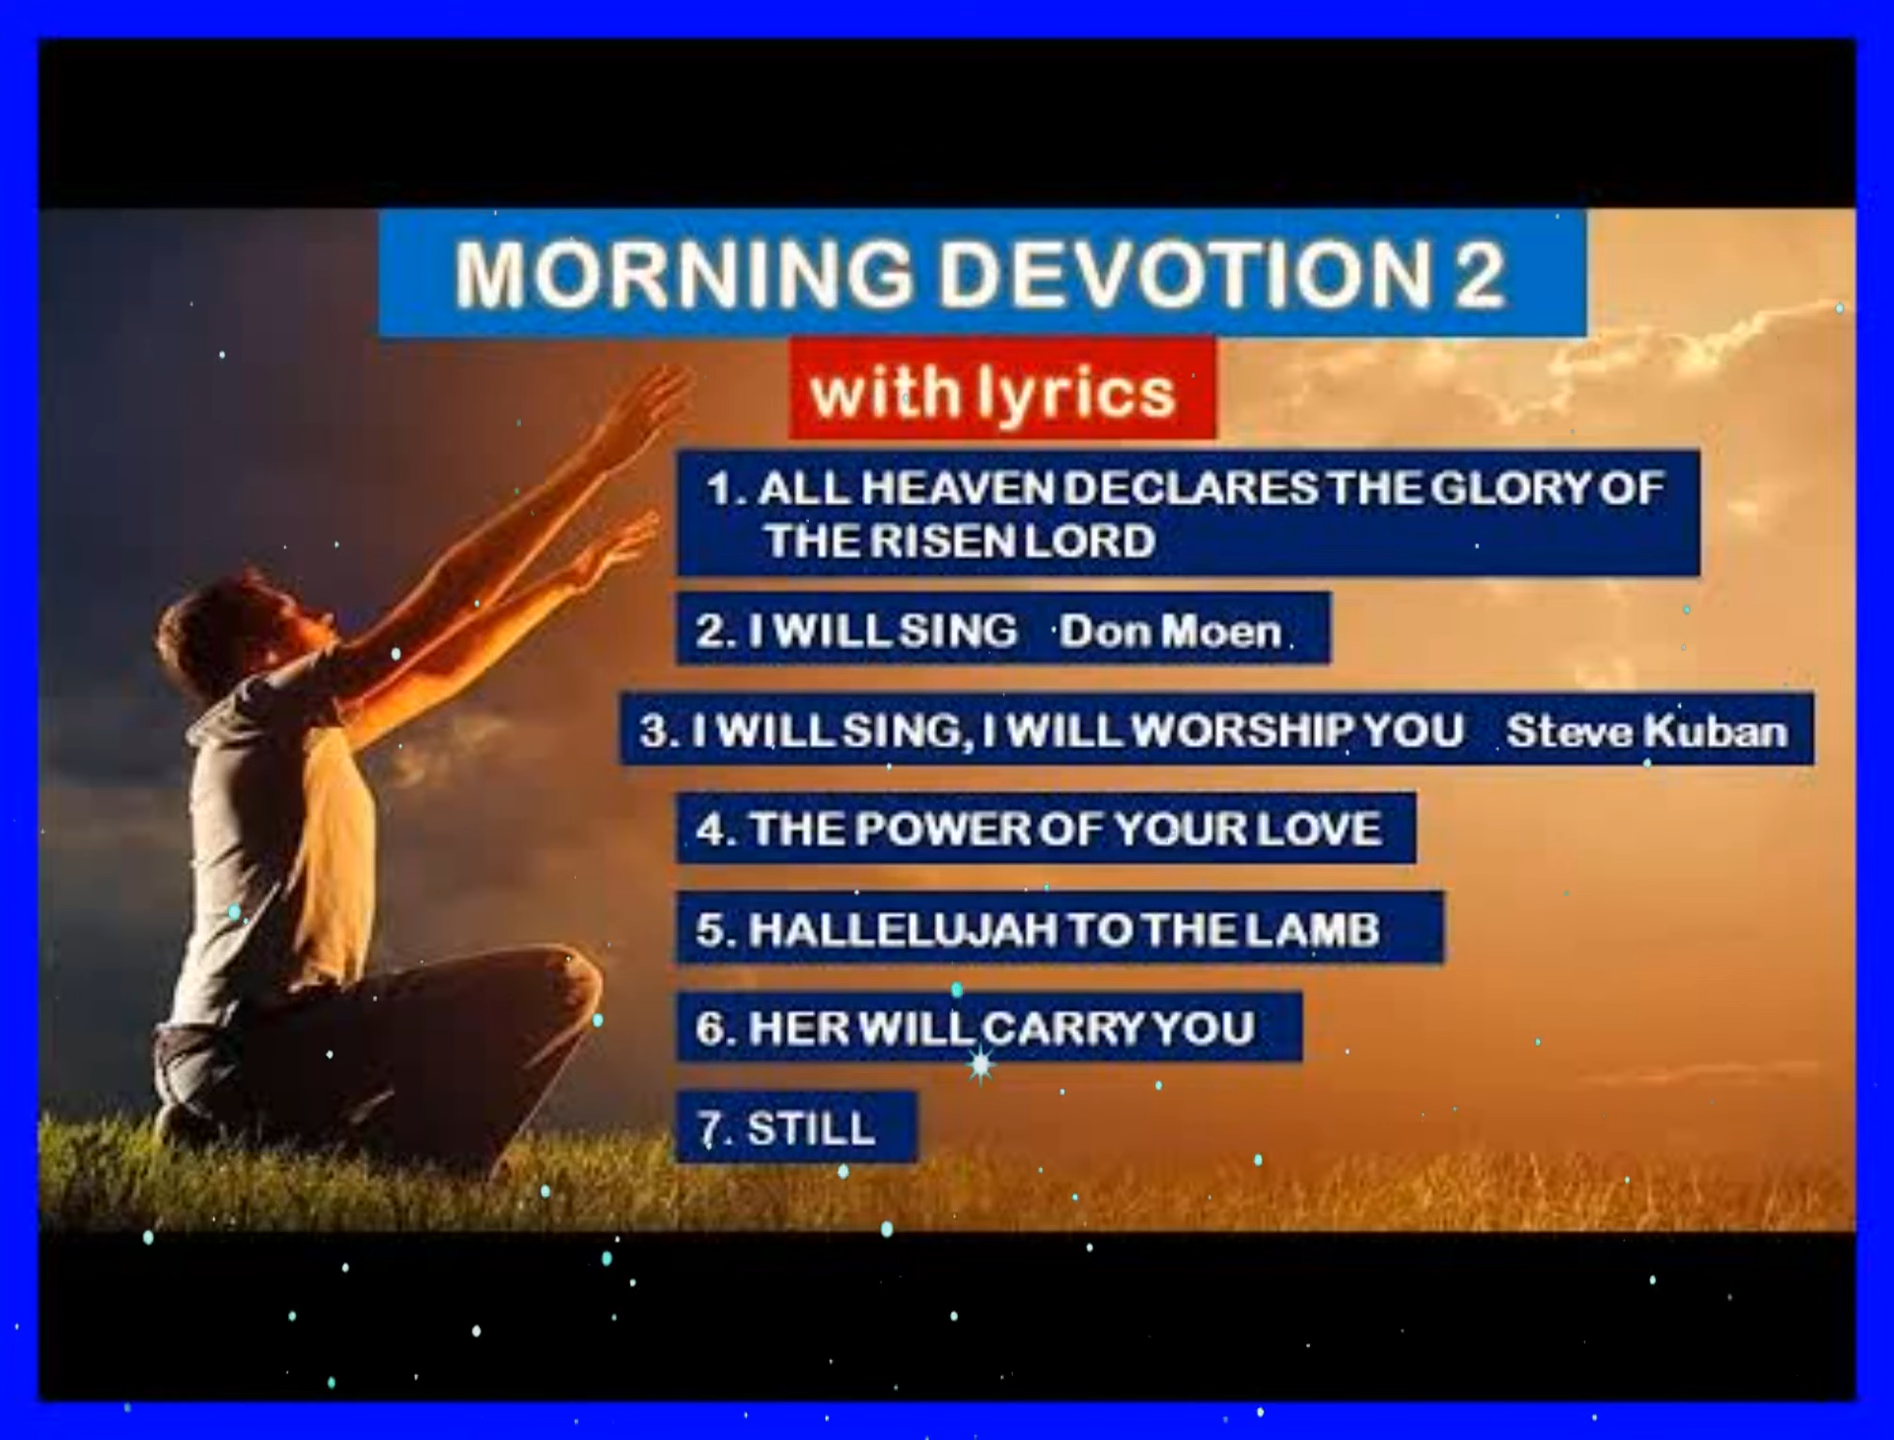 MORNING DEVOTION 2
with lyrics
1. ALL HEAVEN DECLARES THE GLORY OF
THE RISEN LORD
2. I WILL SING Don Moen
3. I WILL SING, I WILL WORSHIP YOU Steve Kuban
4. THE POWER OF YOUR LOVE
5. HALLELUJAH TO THE LAMB
6. HER WILL CARRY YOU
7. STILL